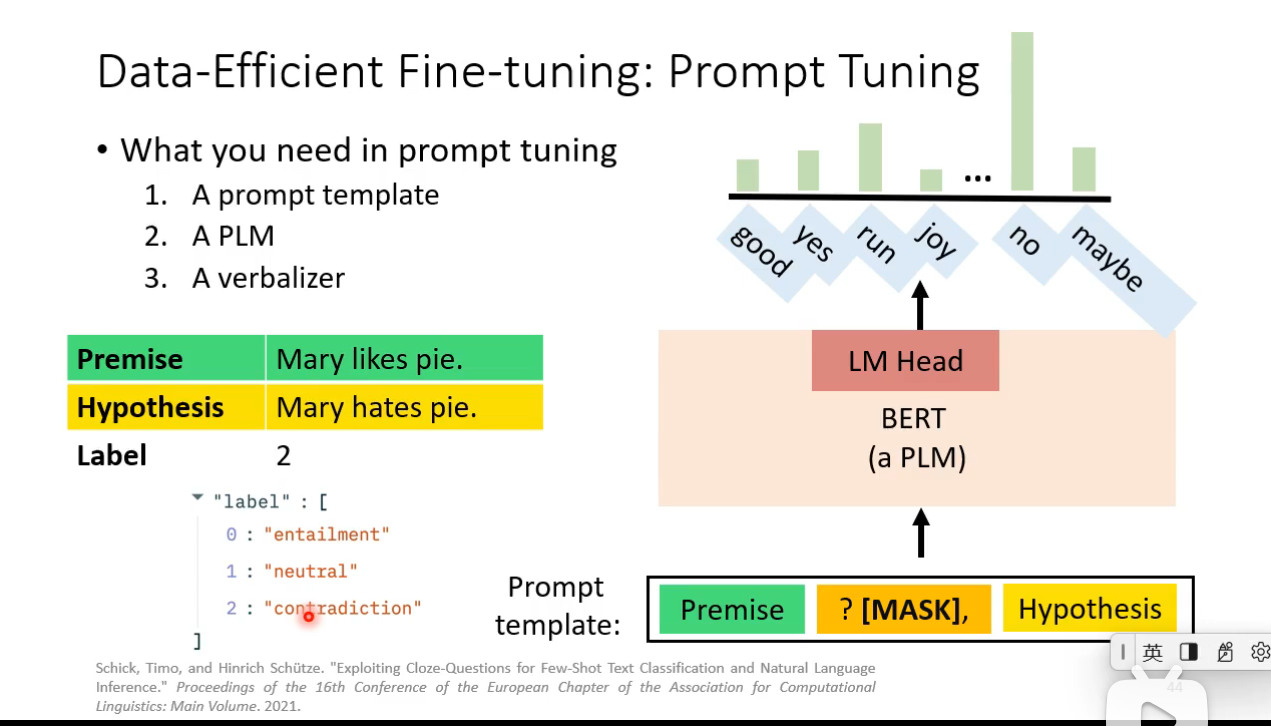 Data-Efficient Fine-tuning: Prompt Tuning
• What you need in prompt tuning
1. A prompt template
2. A PLM
3. A verbalizer
Premise Mary likes pie.
Hypothesis Mary hates pie.
Label 2
"label" : [
0 : "entailment"
1 : "neutral"
2 : "contradiction"
]
...
good yes run joy no maybe
LM Head
BERT
(a PLM)
Prompt
template:
Premise ? [MASK], Hypothesis
Schick, Timo, and Hinrich Schütze. "Exploiting Cloze-Questions for Few-Shot Text Classification and Natural Language
Inference." Proceedings of the 16th Conference of the European Chapter of the Association for Computational
Linguistics: Main Volume. 2021.
英
44